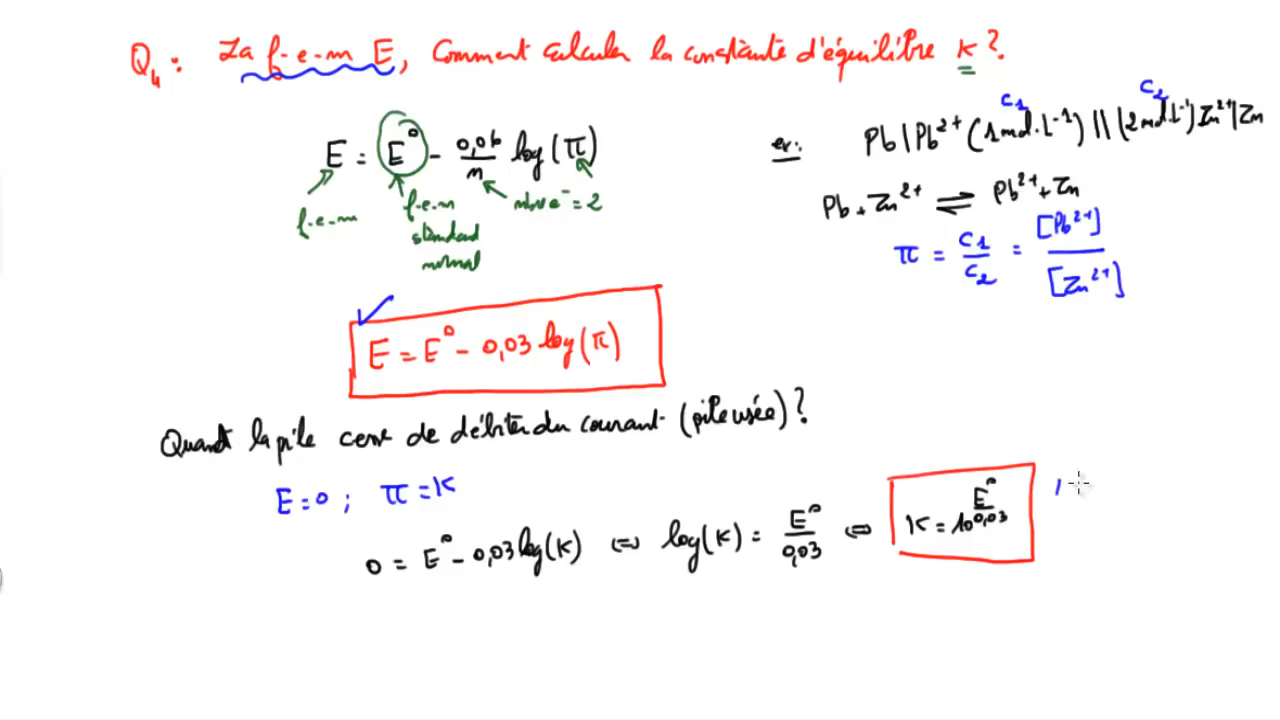 Q4 : La f-e-m E, Comment calculer la constante d'équilibre K ?
E = E° - 0,06/n log(π)
f-e-m
f-e-m standard normal
nbr e⁻ = 2
ex:
C1 C2
Pb|Pb²⁺ (1 mol.l⁻¹) || (2 mol.l⁻¹) Zn²⁺|Zn
Pb + Zn²⁺ ⇌ Pb²⁺ + Zn
π = C1/C2 = [Pb²⁺]/[Zn²⁺]
E = E° - 0,03 log(π)
Quand la pile cesse de débiter du courant (pile usée) ?
E = 0 ; π = K
0 = E° - 0,03 log(K) ⇔ log(K) = E°/0,03 ⇔ K = 10^(E°/0,03)